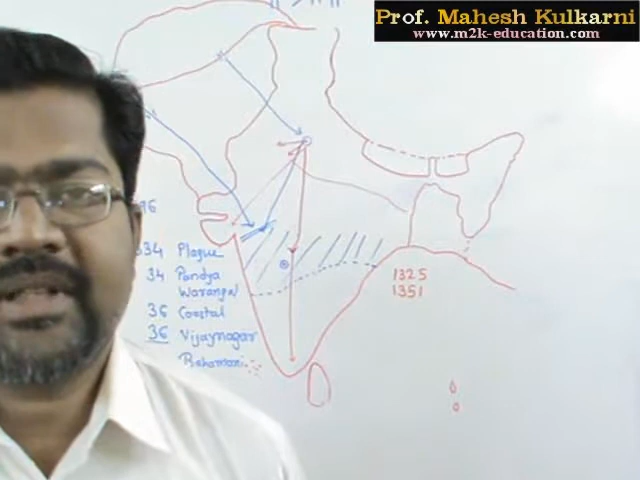 Prof. Mahesh Kulkarni
www.m2k-education.com
96
34 Plague
34 Pandya
Warangal
36 Coastal
36 Vijaynagar
Bahamani
1325
1351